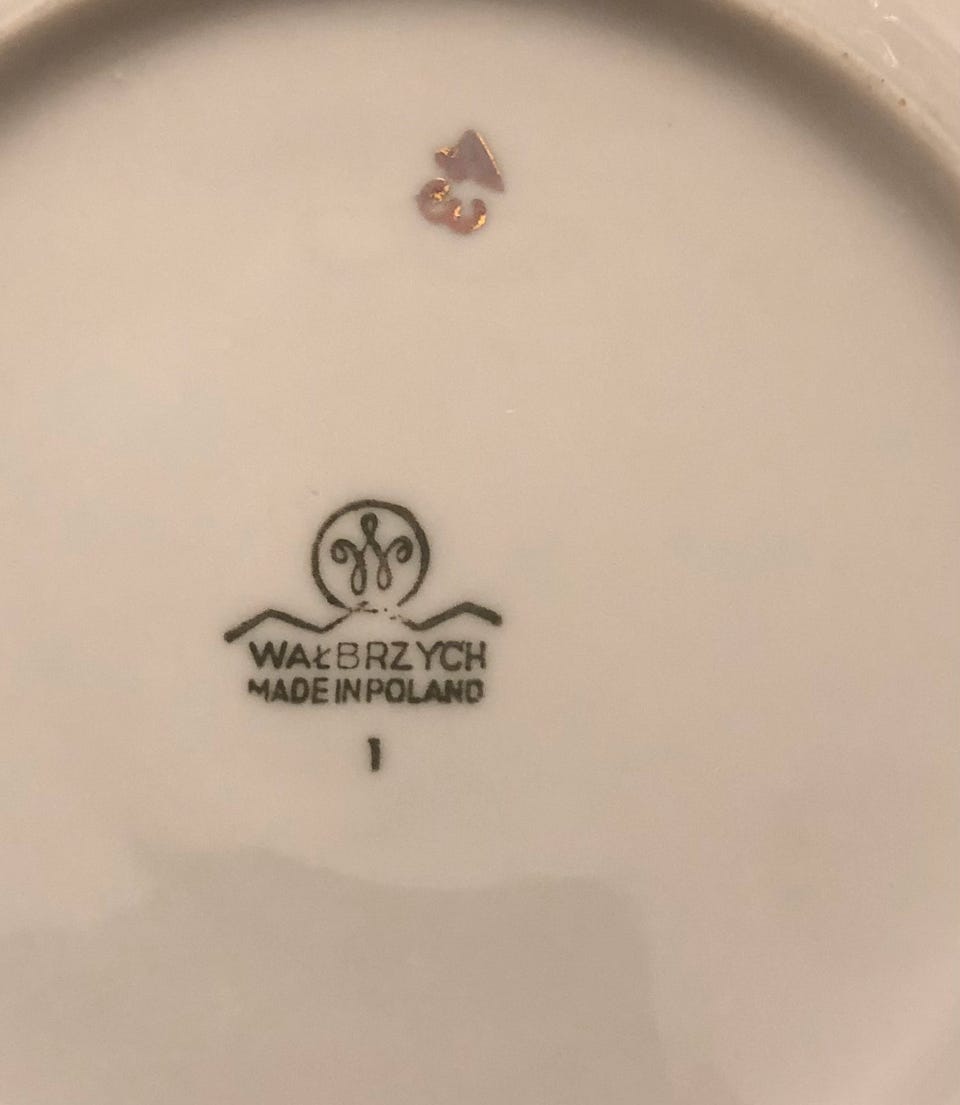 W
WAŁBRZYCH
MADE IN POLAND
1